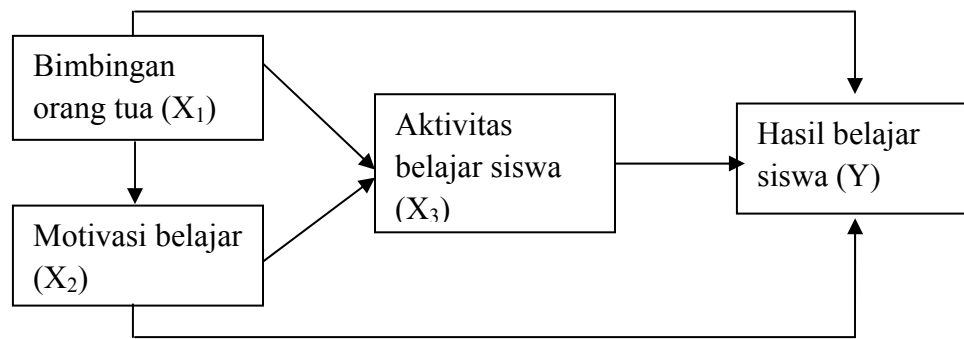 Bimbingan
orang tua (X₁)
Aktivitas
belajar siswa
(X₃)
Hasil belajar
siswa (Y)
Motivasi belajar
(X₂)